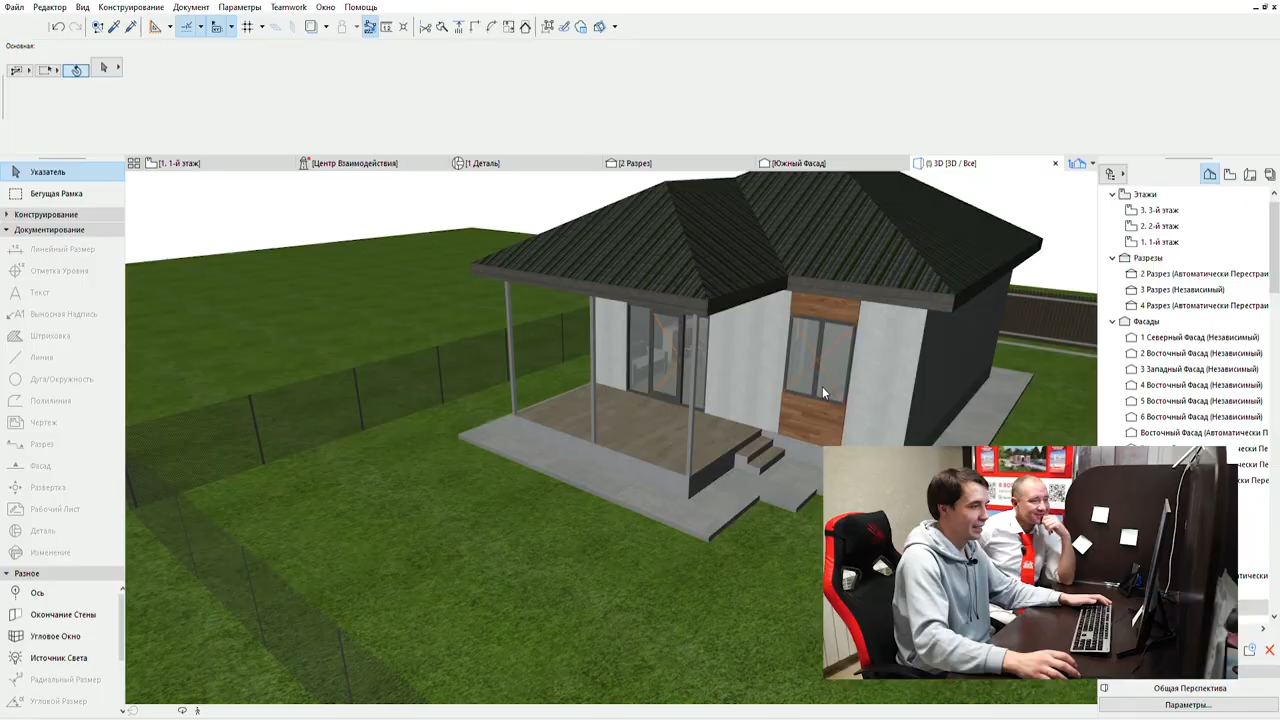 Файл Редактор Вид Конструирование Документ Параметры Teamwork Окно Помощь
Основная:
Указатель
Бегущая Рамка
Конструирование
Документирование
Линейный Размер
Отметка Уровня
Текст
Выносная Надпись
Штриховка
Линия
Дуга/Окружность
Полилиния
Чертеж
Разрез
Фасад
Развертка
Рабочий Лист
Деталь
Изменение
Разное
Ось
Окончание Стены
Угловое Окно
Источник Света
Радиальный Размер
Угловой Размер
[1. 1-й этаж]
[Центр Взаимодействия]
[1 Деталь]
[2 Разрез]
[Южный Фасад]
(!) 3D [3D / Все]
Этажи
3. 3-й этаж
2. 2-й этаж
1. 1-й этаж
Разрезы
2 Разрез (Автоматически Перестраи
3 Разрез (Независимый)
4 Разрез (Автоматически Перестраи
Фасады
1 Северный Фасад (Независимый)
2 Восточный Фасад (Независимый)
3 Западный Фасад (Независимый)
4 Восточный Фасад (Независимый)
5 Восточный Фасад (Независимый)
6 Восточный Фасад (Независимый)
Восточный Фасад (Автоматически П
Общая Перспектива
Параметры...